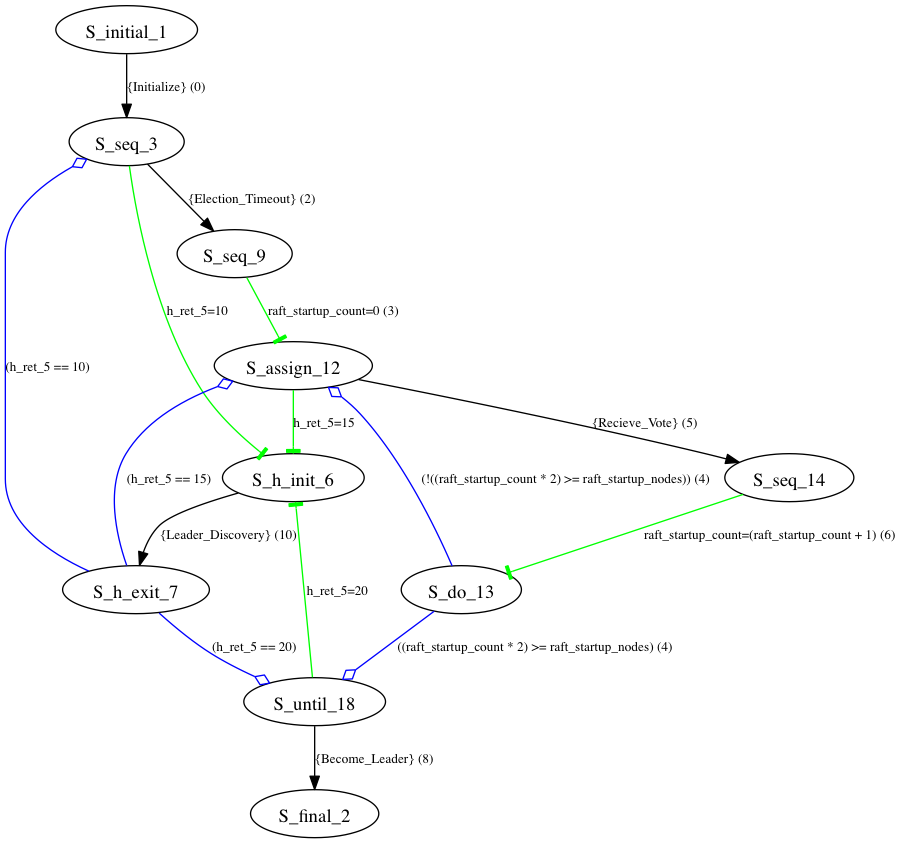 S_initial_1
{Initialize} (0)
S_seq_3
{Election_Timeout} (2)
S_seq_9
h_ret_5=10
raft_startup_count=0 (3)
(h_ret_5 == 10)
S_assign_12
h_ret_5=15
{Recieve_Vote} (5)
(h_ret_5 == 15)
S_h_init_6
(!((raft_startup_count * 2) >= raft_startup_nodes)) (4)
S_seq_14
{Leader_Discovery} (10)
raft_startup_count=(raft_startup_count + 1) (6)
S_h_exit_7
h_ret_5=20
S_do_13
(h_ret_5 == 20)
((raft_startup_count * 2) >= raft_startup_nodes) (4)
S_until_18
{Become_Leader} (8)
S_final_2